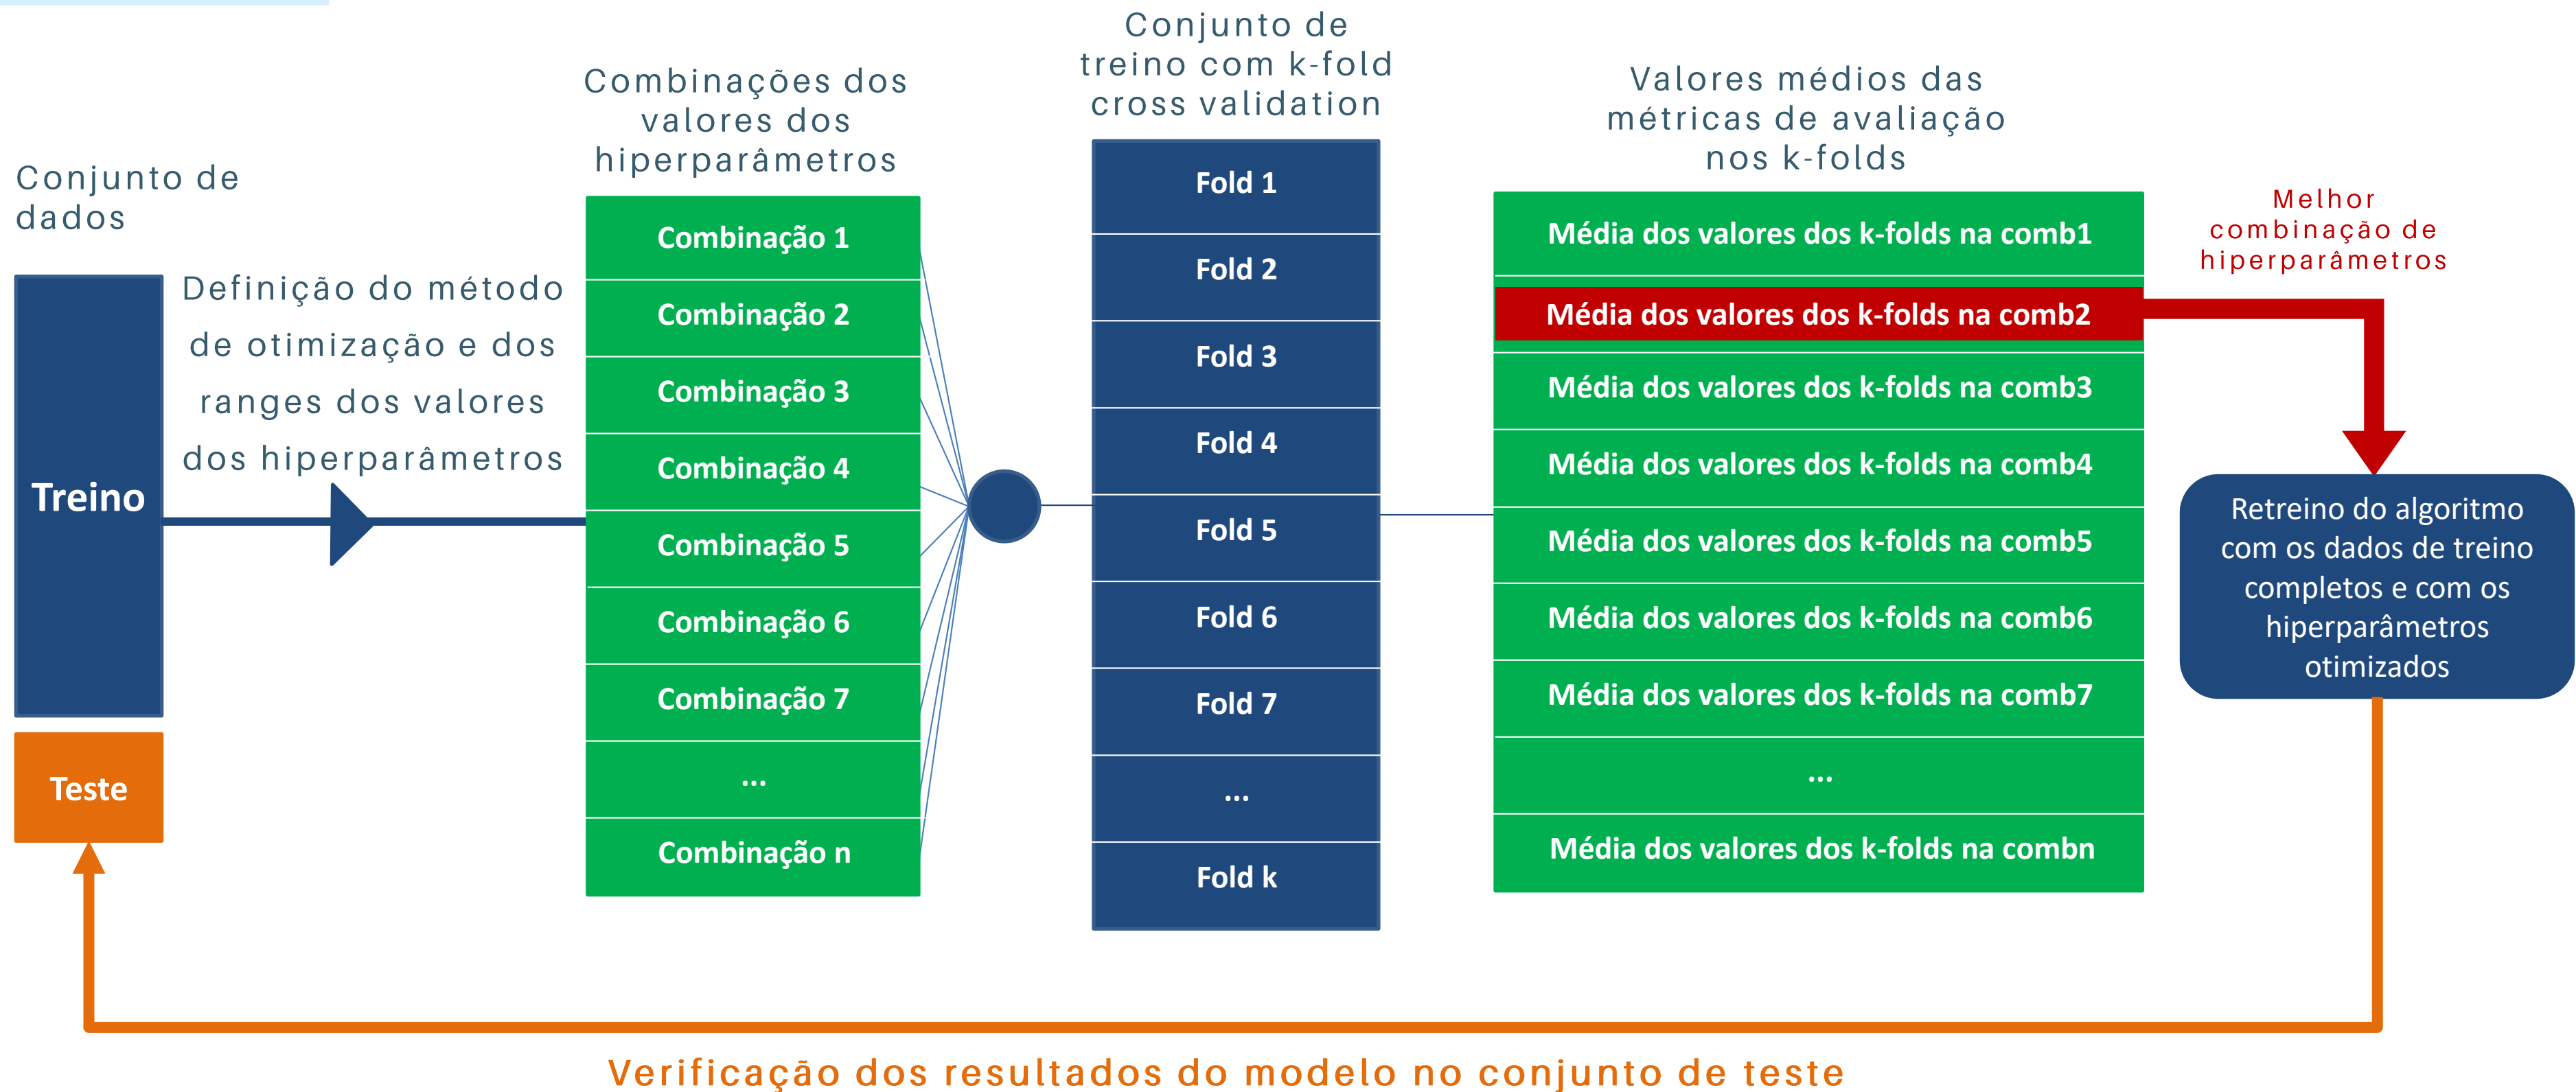 Conjunto de
dados
Treino
Teste
Definição do método
de otimização e dos
ranges dos valores
dos hiperparâmetros
Combinações dos
valores dos
hiperparâmetros
Combinação 1
Combinação 2
Combinação 3
Combinação 4
Combinação 5
Combinação 6
Combinação 7
...
Combinação n
Conjunto de
treino com k-fold
cross validation
Fold 1
Fold 2
Fold 3
Fold 4
Fold 5
Fold 6
Fold 7
...
Fold k
Valores médios das
métricas de avaliação
nos k-folds
Média dos valores dos k-folds na comb1
Média dos valores dos k-folds na comb2
Média dos valores dos k-folds na comb3
Média dos valores dos k-folds na comb4
Média dos valores dos k-folds na comb5
Média dos valores dos k-folds na comb6
Média dos valores dos k-folds na comb7
...
Média dos valores dos k-folds na combn
Melhor
combinação de
hiperparâmetros
Retreino do algoritmo
com os dados de treino
completos e com os
hiperparâmetros
otimizados
Verificação dos resultados do modelo no conjunto de teste